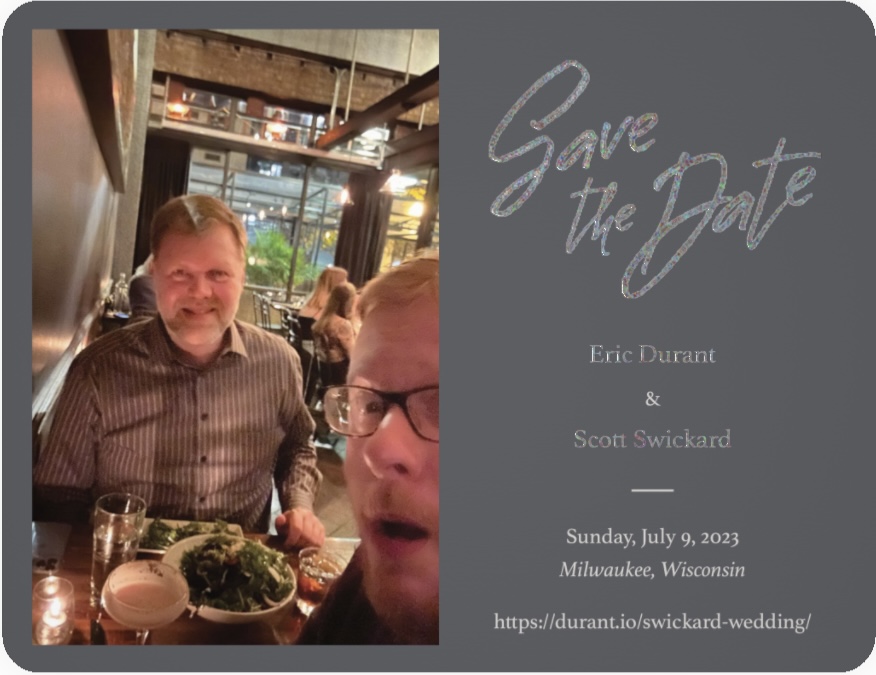 Save
the Date
Eric Durant
&
Scott Swickard
Sunday, July 9, 2023
Milwaukee, Wisconsin
https://durant.io/swickard-wedding/